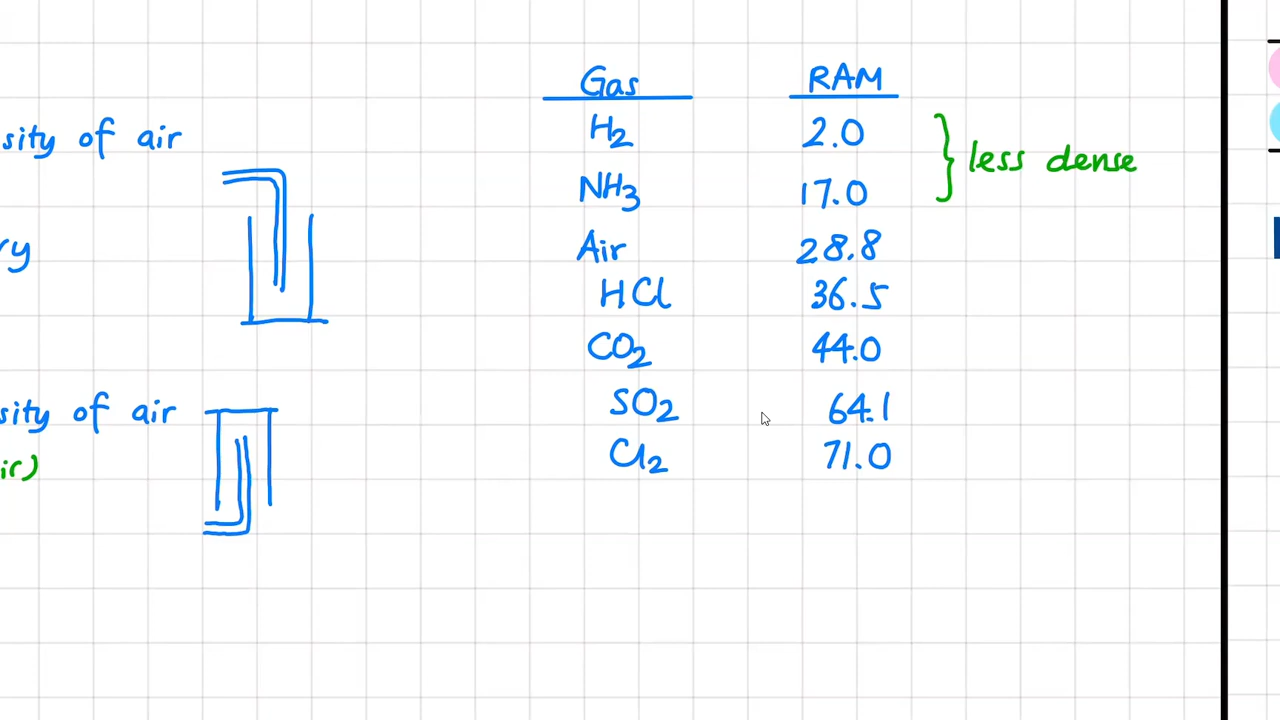 Gas RAM
H2 2.0
sity of air
less dense
NH3 17.0
ry
Air 28.8
HCl 36.5
CO2 44.0
sity of air
SO2 64.1
ir)
Cl2 71.0